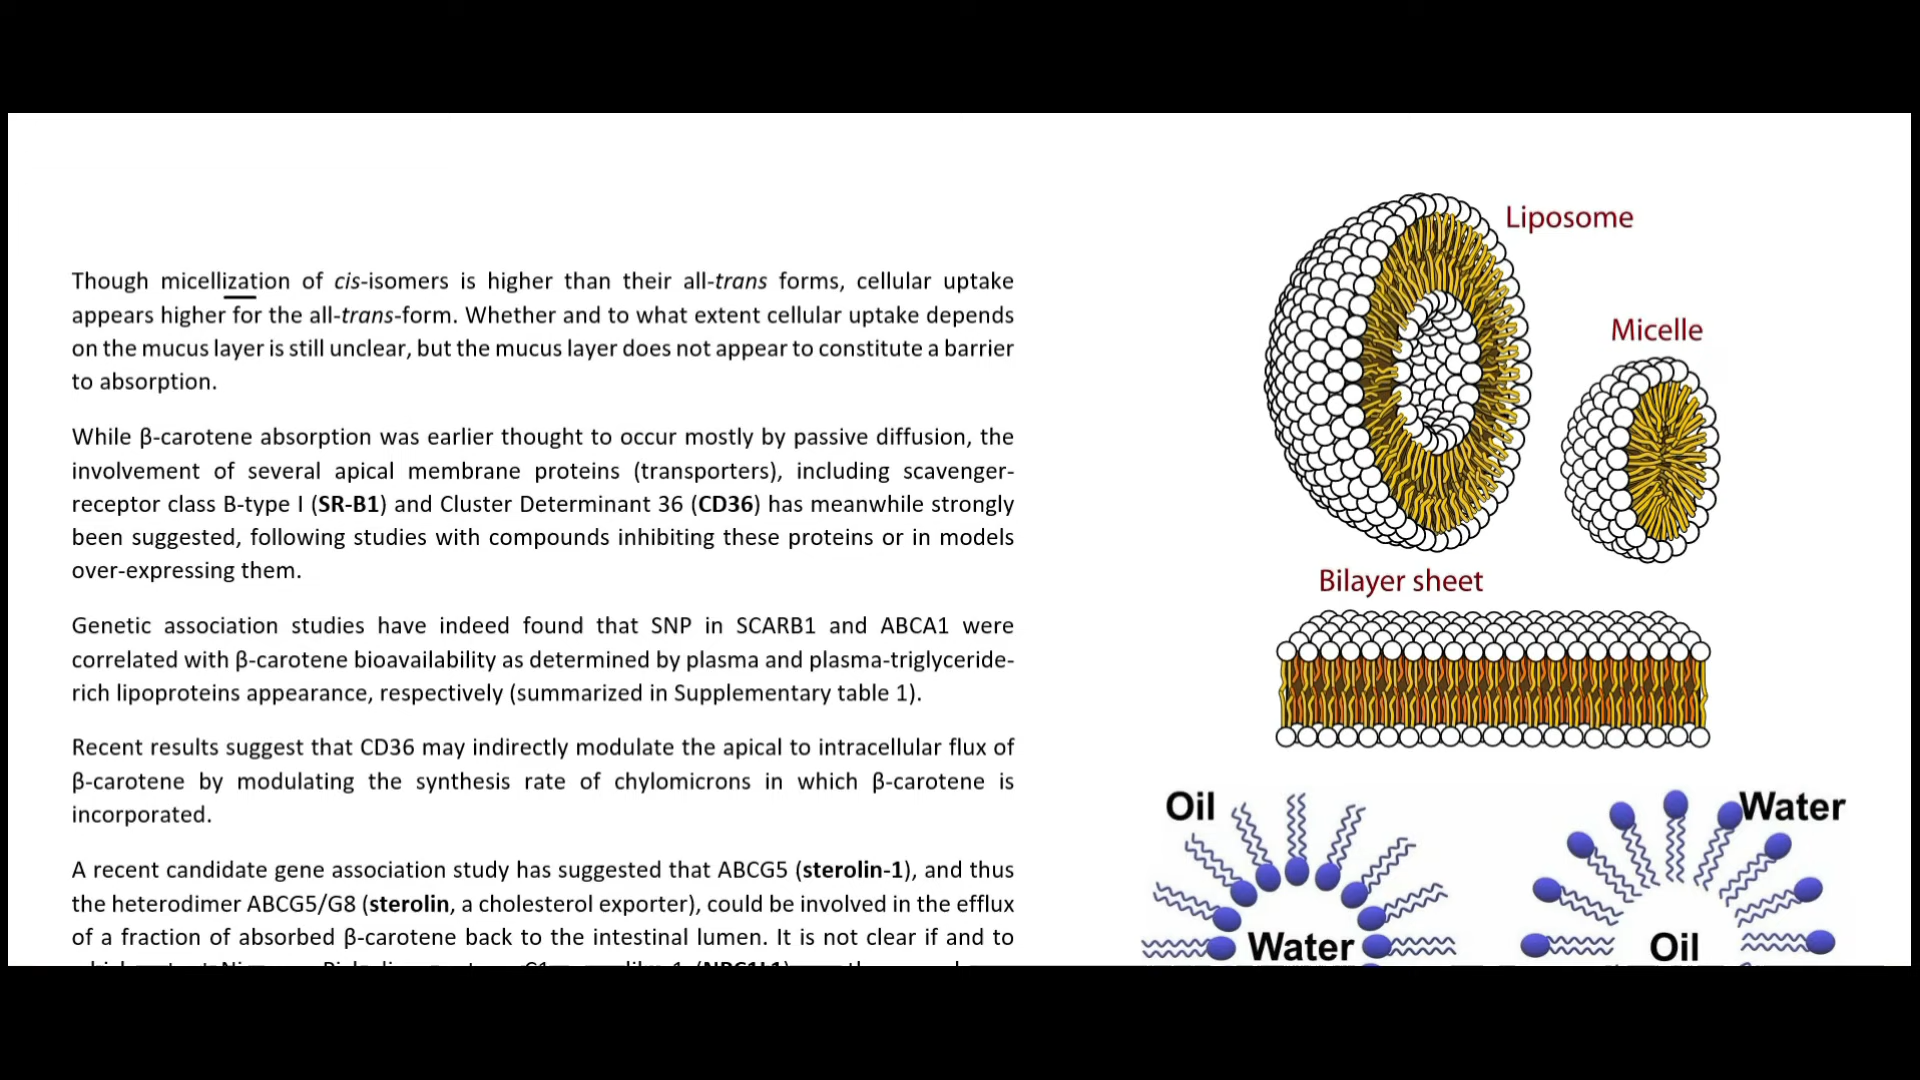 Though micellization of cis-isomers is higher than their all-trans forms, cellular uptake
appears higher for the all-trans-form. Whether and to what extent cellular uptake depends
on the mucus layer is still unclear, but the mucus layer does not appear to constitute a barrier
to absorption.
While β-carotene absorption was earlier thought to occur mostly by passive diffusion, the
involvement of several apical membrane proteins (transporters), including scavenger-
receptor class B-type I (SR-B1) and Cluster Determinant 36 (CD36) has meanwhile strongly
been suggested, following studies with compounds inhibiting these proteins or in models
over-expressing them.
Genetic association studies have indeed found that SNP in SCARB1 and ABCA1 were
correlated with β-carotene bioavailability as determined by plasma and plasma-triglyceride-
rich lipoproteins appearance, respectively (summarized in Supplementary table 1).
Recent results suggest that CD36 may indirectly modulate the apical to intracellular flux of
β-carotene by modulating the synthesis rate of chylomicrons in which β-carotene is
incorporated.
A recent candidate gene association study has suggested that ABCG5 (sterolin-1), and thus
the heterodimer ABCG5/G8 (sterolin, a cholesterol exporter), could be involved in the efflux
of a fraction of absorbed β-carotene back to the intestinal lumen. It is not clear if and to
Liposome
Micelle
Bilayer sheet
Oil
Water
Water
Oil